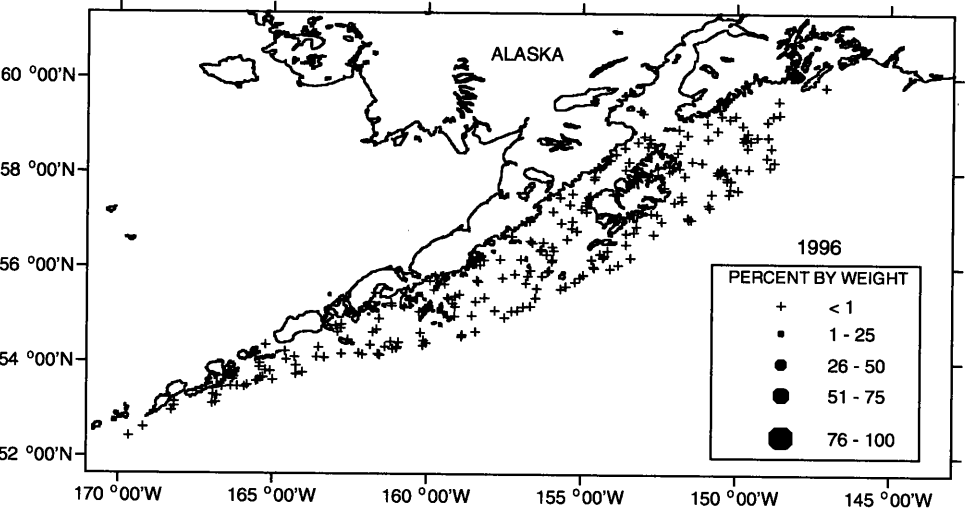 ALASKA
60 °00'N
58 °00'N
56 °00'N
54 °00'N
52 °00'N
1996
PERCENT BY WEIGHT
+ < 1
1 - 25
26 - 50
51 - 75
76 - 100
170 °00'W 165 °00'W 160 °00'W 155 °00'W 150 °00'W 145 °00'W